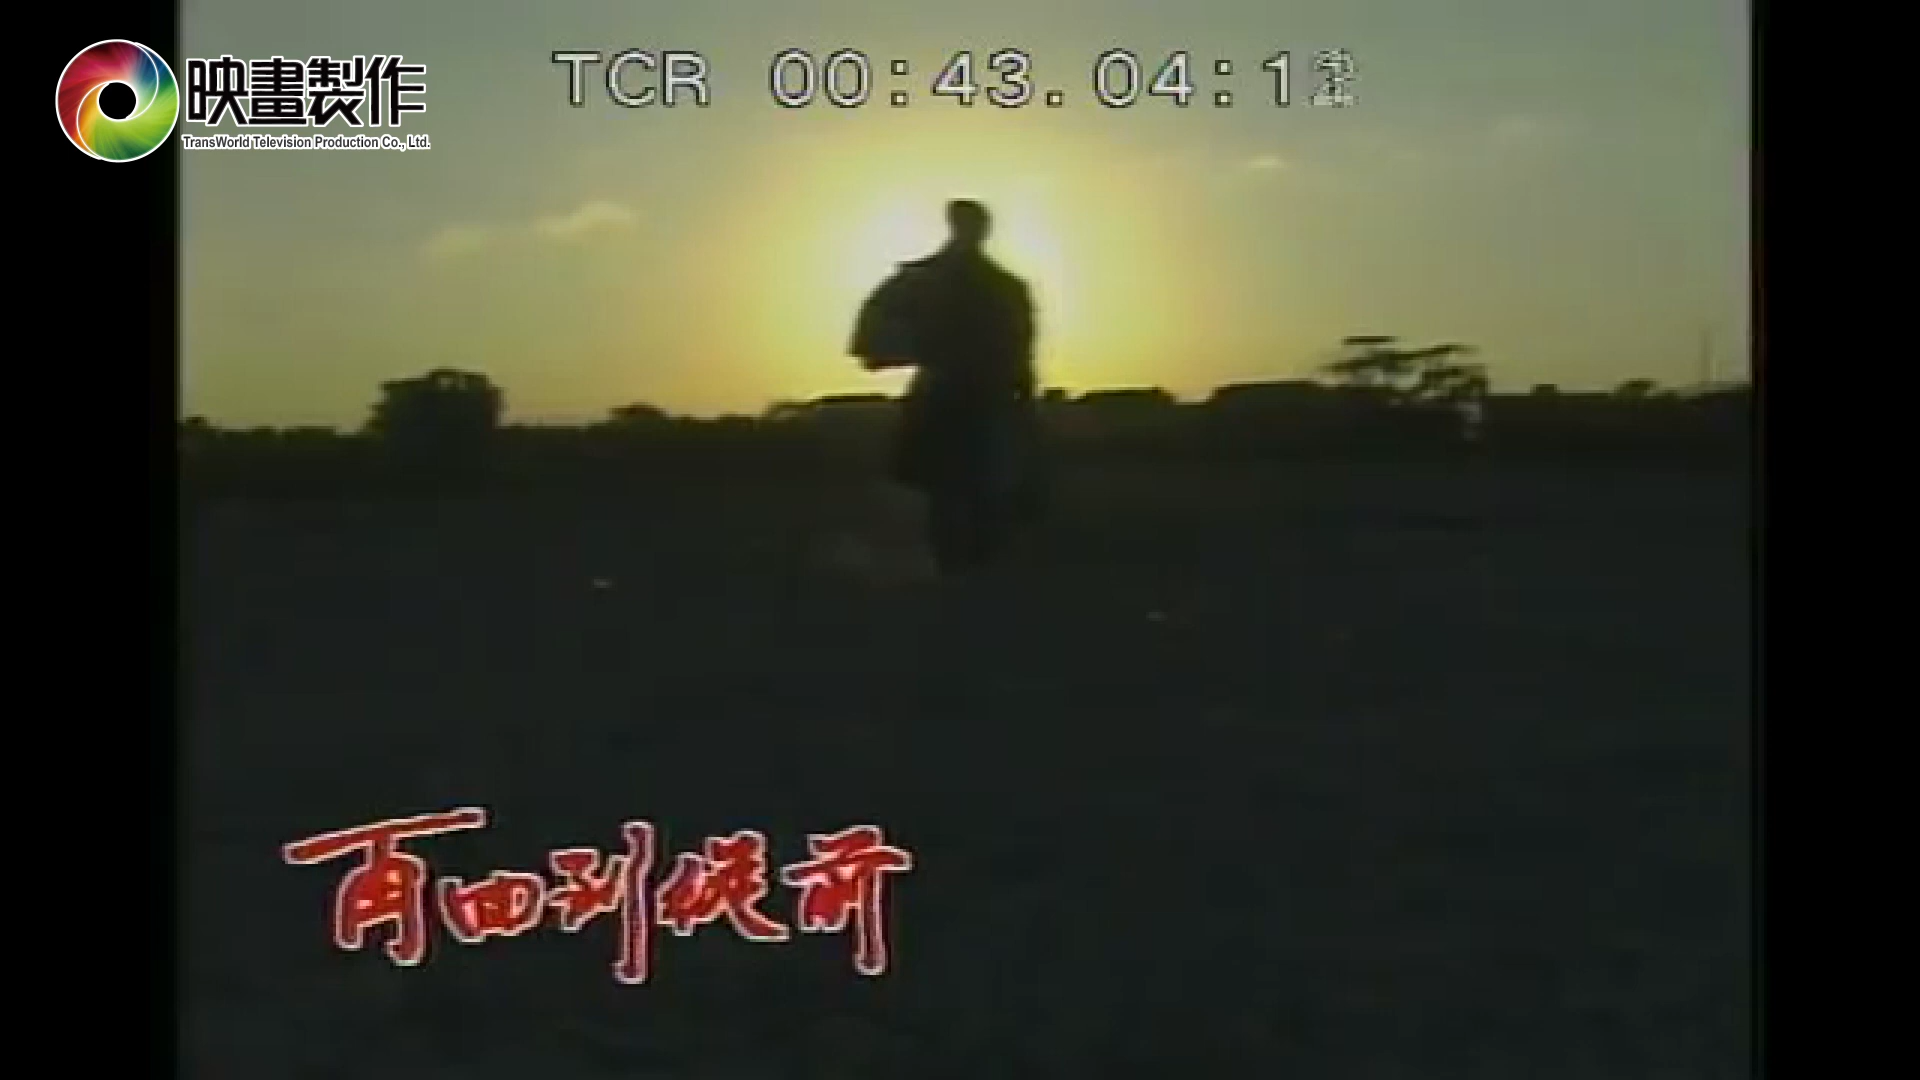 映畫製作
TransWorld Television Production Co., Ltd.
TCR 00:43.04:1
再回到從前